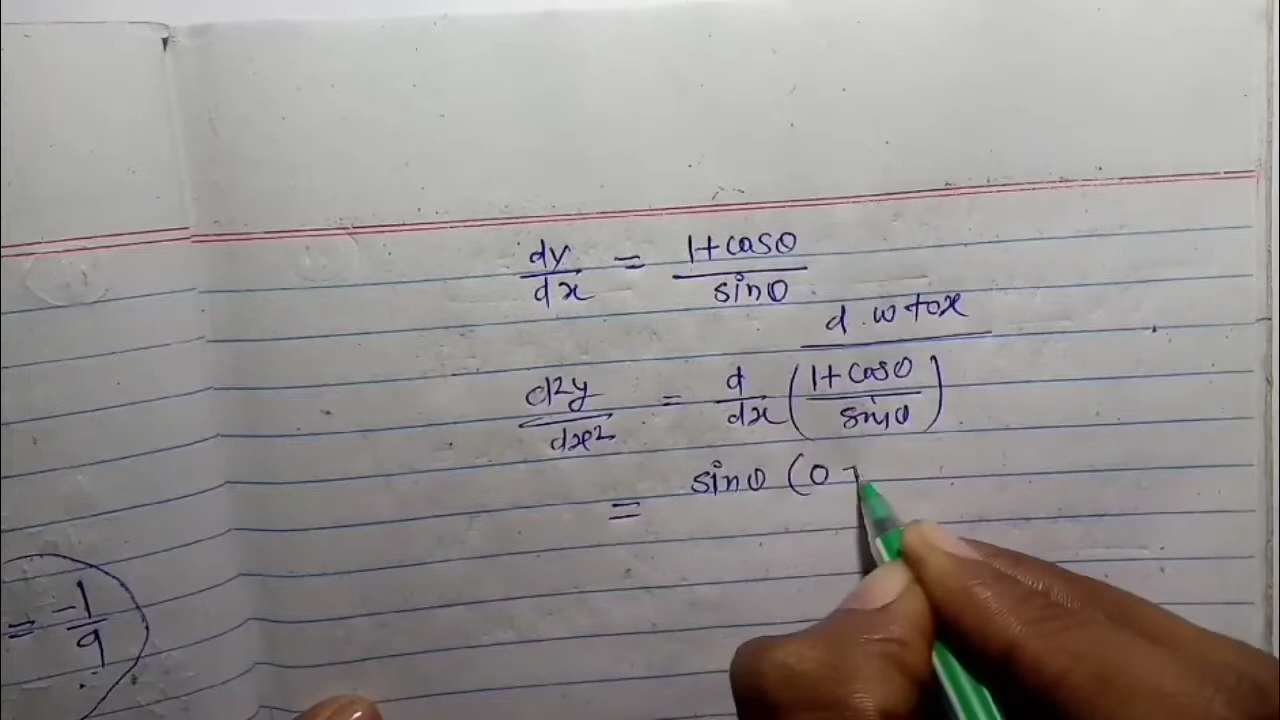 dy/dx = 1+cosθ/sinθ
d.w to x
d²y/dx² = d/dx (1+cosθ/sinθ)
= sinθ (0 -
= -1/9